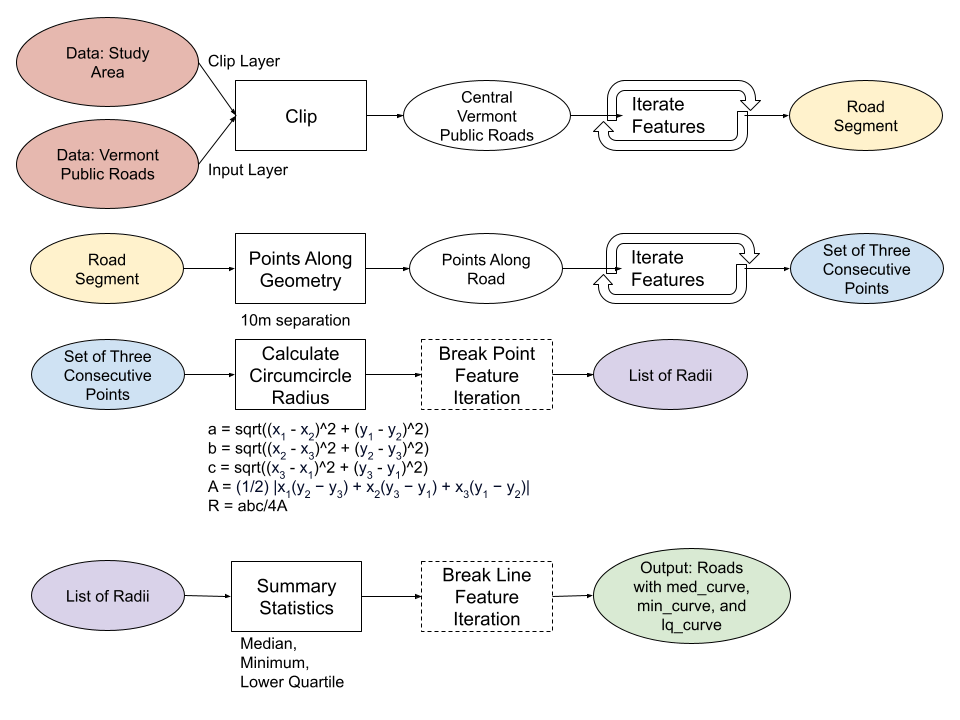 Data: Study
Area
Clip Layer
Clip
Central
Vermont
Public Roads
Iterate
Features
Road
Segment
Data: Vermont
Public Roads
Input Layer
Road
Segment
Points Along
Geometry
10m separation
Points Along
Road
Iterate
Features
Set of Three
Consecutive
Points
Set of Three
Consecutive
Points
Calculate
Circumcircle
Radius
Break Point
Feature
Iteration
List of Radii
a = sqrt((x₁ - x₂)^2 + (y₁ - y₂)^2)
b = sqrt((x₂ - x₃)^2 + (y₂ - y₃)^2)
c = sqrt((x₃ - x₁)^2 + (y₃ - y₁)^2)
A = (1/2) |x₁(y₂ − y₃) + x₂(y₃ − y₁) + x₃(y₁ − y₂)|
R = abc/4A
List of Radii
Summary
Statistics
Median,
Minimum,
Lower Quartile
Break Line
Feature
Iteration
Output: Roads
with med_curve,
min_curve, and
lq_curve